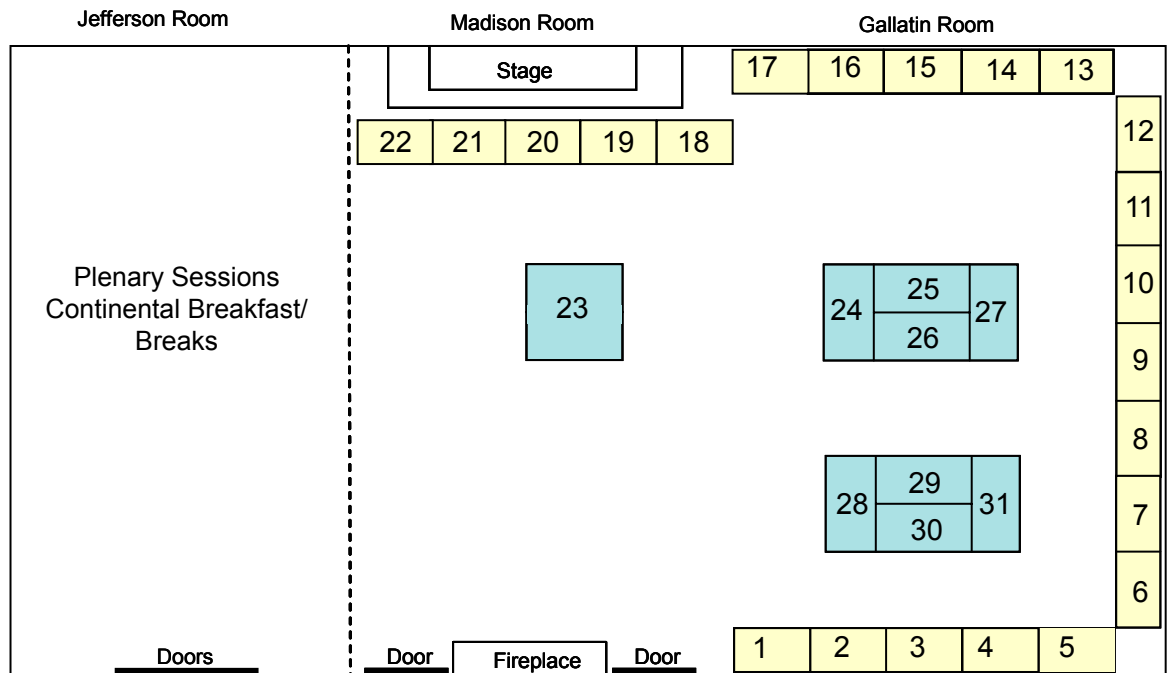 Jefferson Room
Madison Room
Gallatin Room
Stage
17 16 15 14 13
22 21 20 19 18
12
11
10
9
8
7
6
Plenary Sessions
Continental Breakfast/
Breaks
23
24 25 27
26
28 29 31
30
1 2 3 4 5
Doors
Door
Fireplace
Door